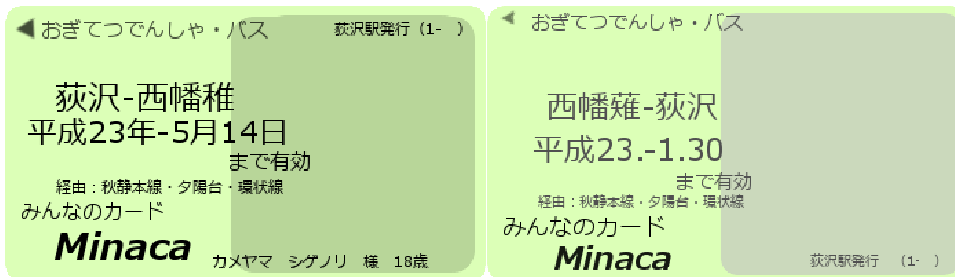 ◀おぎてつでんしゃ・バス 荻沢駅発行（1-　）
荻沢-西幡稚
平成23年-5月14日
まで有効
経由：秋静本線・夕陽台・環状線
みんなのカード
Minaca カメヤマ　シゲノリ　様　18歳
◀ おぎてつでんしゃ・バス
西幡薙-荻沢
平成23.-1.30
まで有効
経由：秋静本線・夕陽台・環状線
みんなのカード
Minaca 荻沢駅発行　（1-　）